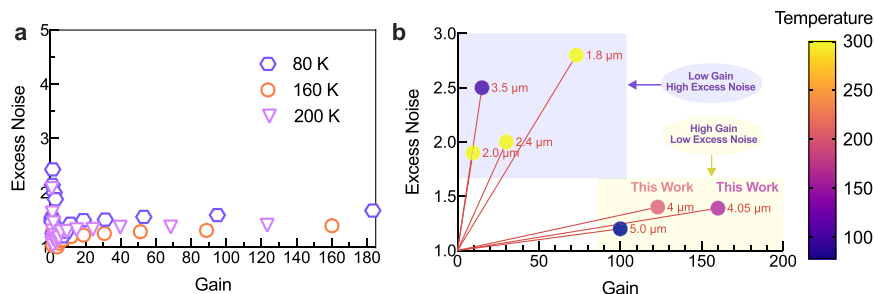 a
5
4
3
2
1
0 20 40 60 80 100 120 140 160 180
Excess Noise
Gain
80 K
160 K
200 K
b
3.0
2.5
2.0
1.5
1.0
0 50 100 150 200
Excess Noise
Gain
1.8 µm
3.5 µm
2.4 µm
2.0 µm
Low Gain
High Excess Noise
High Gain
Low Excess Noise
This Work This Work
4 µm
4.05 µm
5.0 µm
Temperature
300
250
200
150
100